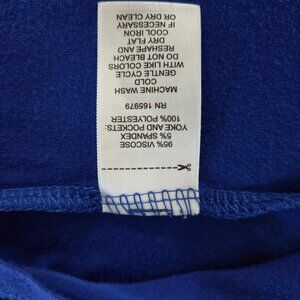 95% VISCOSE
5% SPANDEX
YOKE AND POCKETS:
100% POLYESTER
RN 165979
MACHINE WASH
COLD
GENTLE CYCLE
WITH LIKE COLORS
DO NOT BLEACH
RESHAPE AND
DRY FLAT
COOL IRON
IF NECESSARY
OR DRY CLEAN